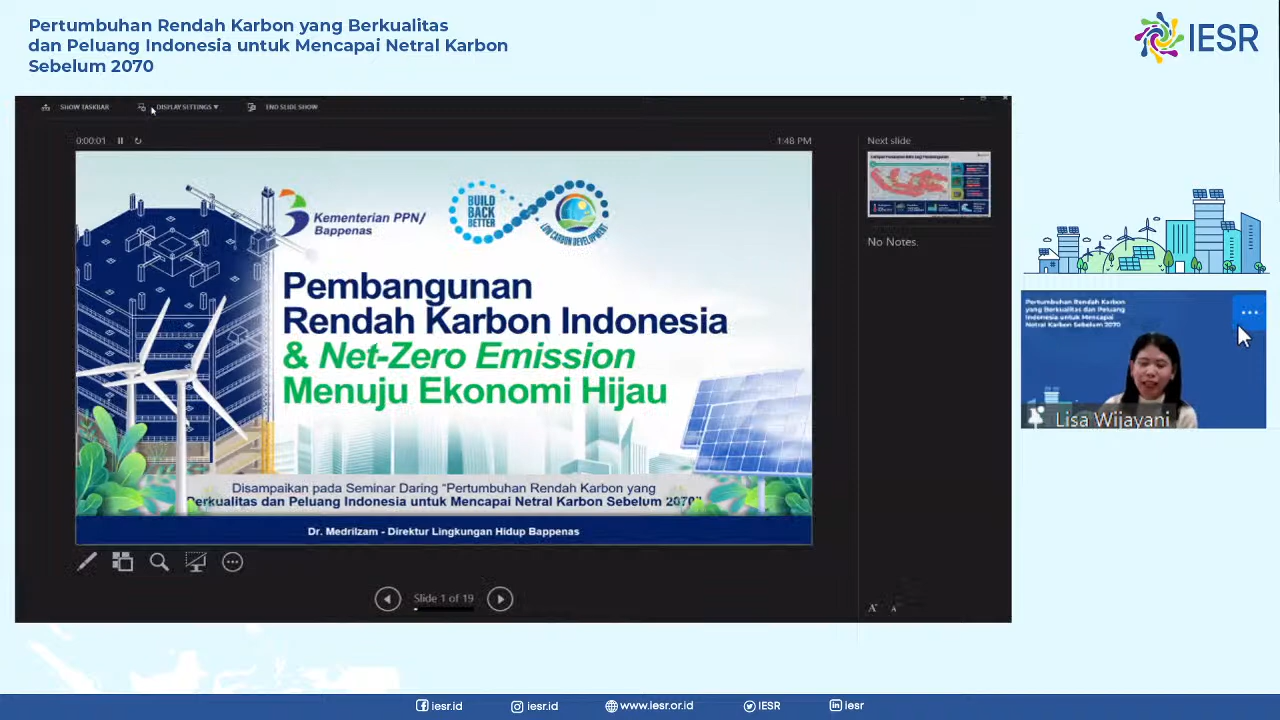 Pertumbuhan Rendah Karbon yang Berkualitas
dan Peluang Indonesia untuk Mencapai Netral Karbon
Sebelum 2070
IESR
SHOW TASKBAR
DISPLAY SETTINGS ▼
END SLIDE SHOW
0:00:01
1:48 PM
Next slide
No Notes.
Kementerian PPN/
Bappenas
BUILD
BACK
BETTER
LOW CARBON DEVELOPMENT
Pembangunan
Rendah Karbon Indonesia
& Net-Zero Emission
Menuju Ekonomi Hijau
Disampaikan pada Seminar Daring “Pertumbuhan Rendah Karbon yang
Berkualitas dan Peluang Indonesia untuk Mencapai Netral Karbon Sebelum 2070”
Dr. Medrilzam - Direktur Lingkungan Hidup Bappenas
Slide 1 of 19
A A
Pertumbuhan Rendah Karbon
yang Berkualitas dan Peluang
Indonesia untuk Mencapai
Netral Karbon Sebelum 2070
Lisa Wijayani
iesr.id
iesr.id
www.iesr.or.id
IESR
iesr